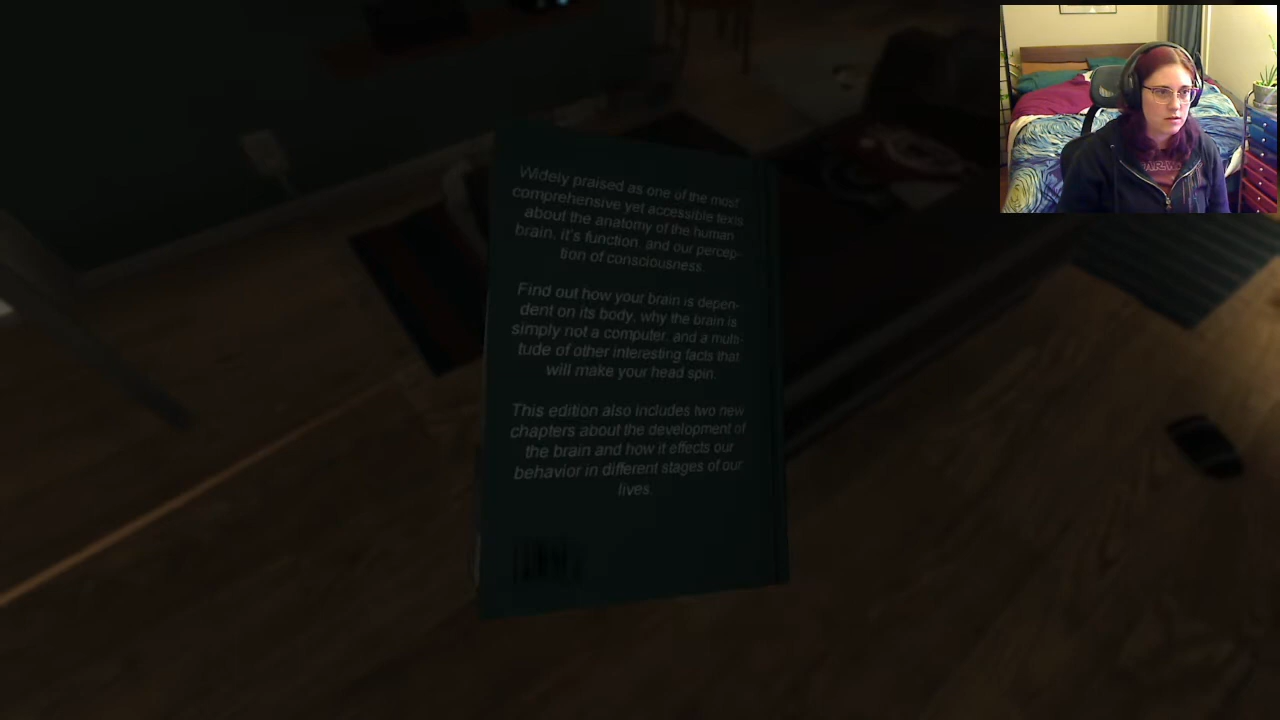 Widely praised as one of the most
comprehensive yet accessible texts
about the anatomy of the human
brain, it's function, and our percep-
tion of consciousness.
Find out how your brain is depen-
dent on its body, why the brain is
simply not a computer, and a multi-
tude of other interesting facts that
will make your head spin.
This edition also includes two new
chapters about the development of
the brain and how it effects our
behavior in different stages of our
lives.